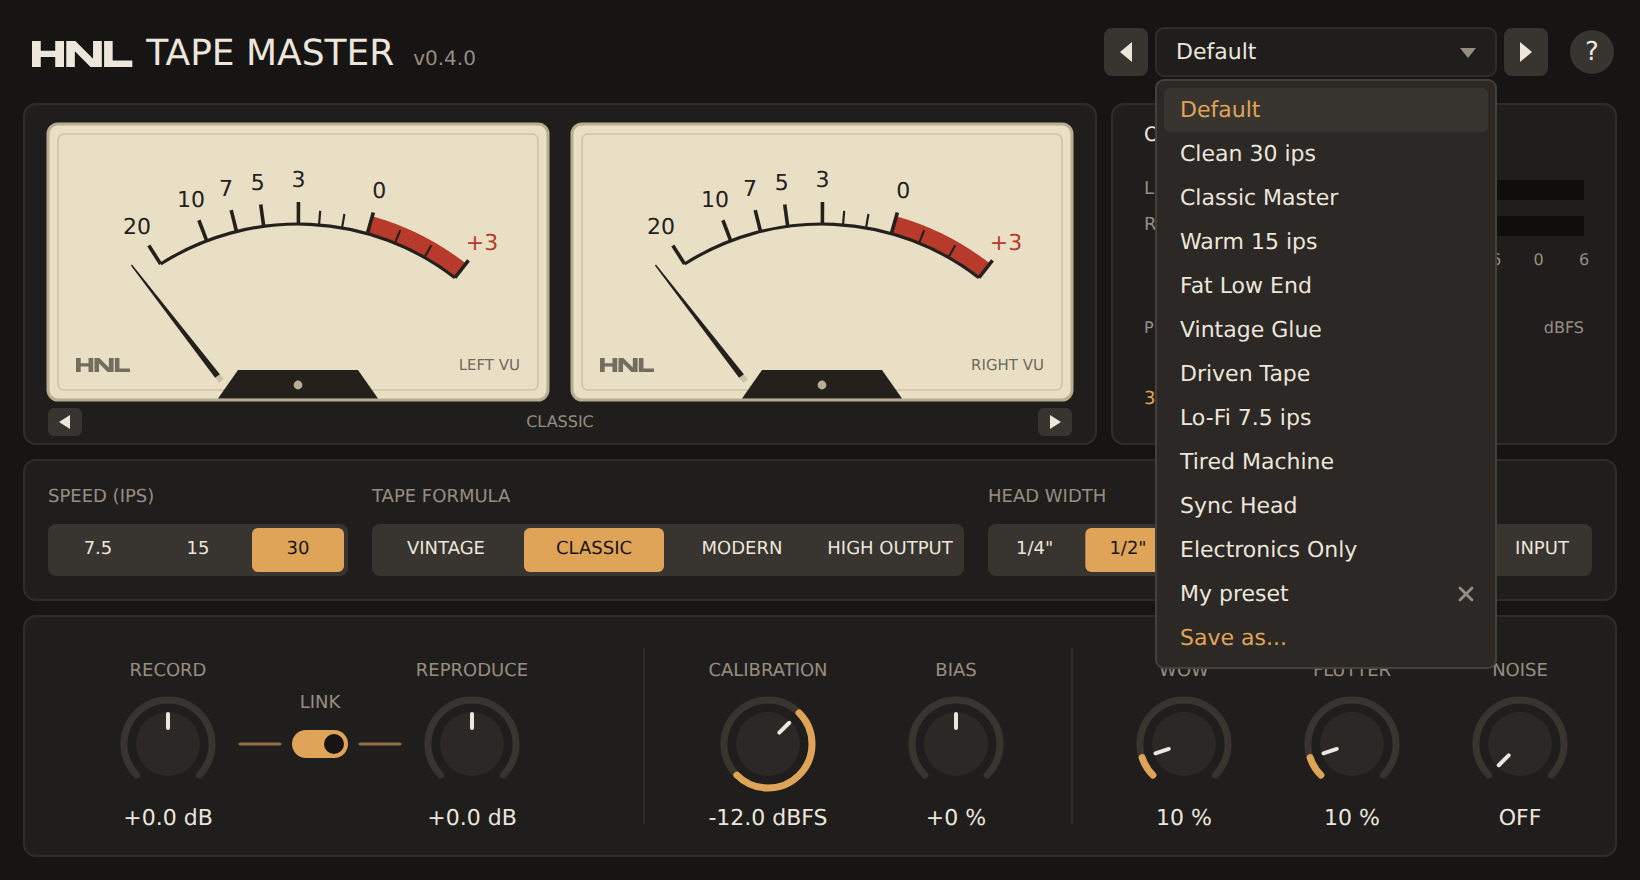 HNL TAPE MASTER v0.4.0
Default
?
Default
Clean 30 ips
Classic Master
Warm 15 ips
Fat Low End
Vintage Glue
Driven Tape
Lo-Fi 7.5 ips
Tired Machine
Sync Head
Electronics Only
My preset
Save as...
20 10 7 5 3 0 +3
HNL LEFT VU
20 10 7 5 3 0 +3
HNL RIGHT VU
CLASSIC
L
R
0 6
dBFS
SPEED (IPS)
7.5 15 30
TAPE FORMULA
VINTAGE CLASSIC MODERN HIGH OUTPUT
HEAD WIDTH
1/4" 1/2"
INPUT
RECORD
+0.0 dB
LINK
REPRODUCE
+0.0 dB
CALIBRATION
-12.0 dBFS
BIAS
+0 %
WOW
10 %
FLUTTER
10 %
NOISE
OFF